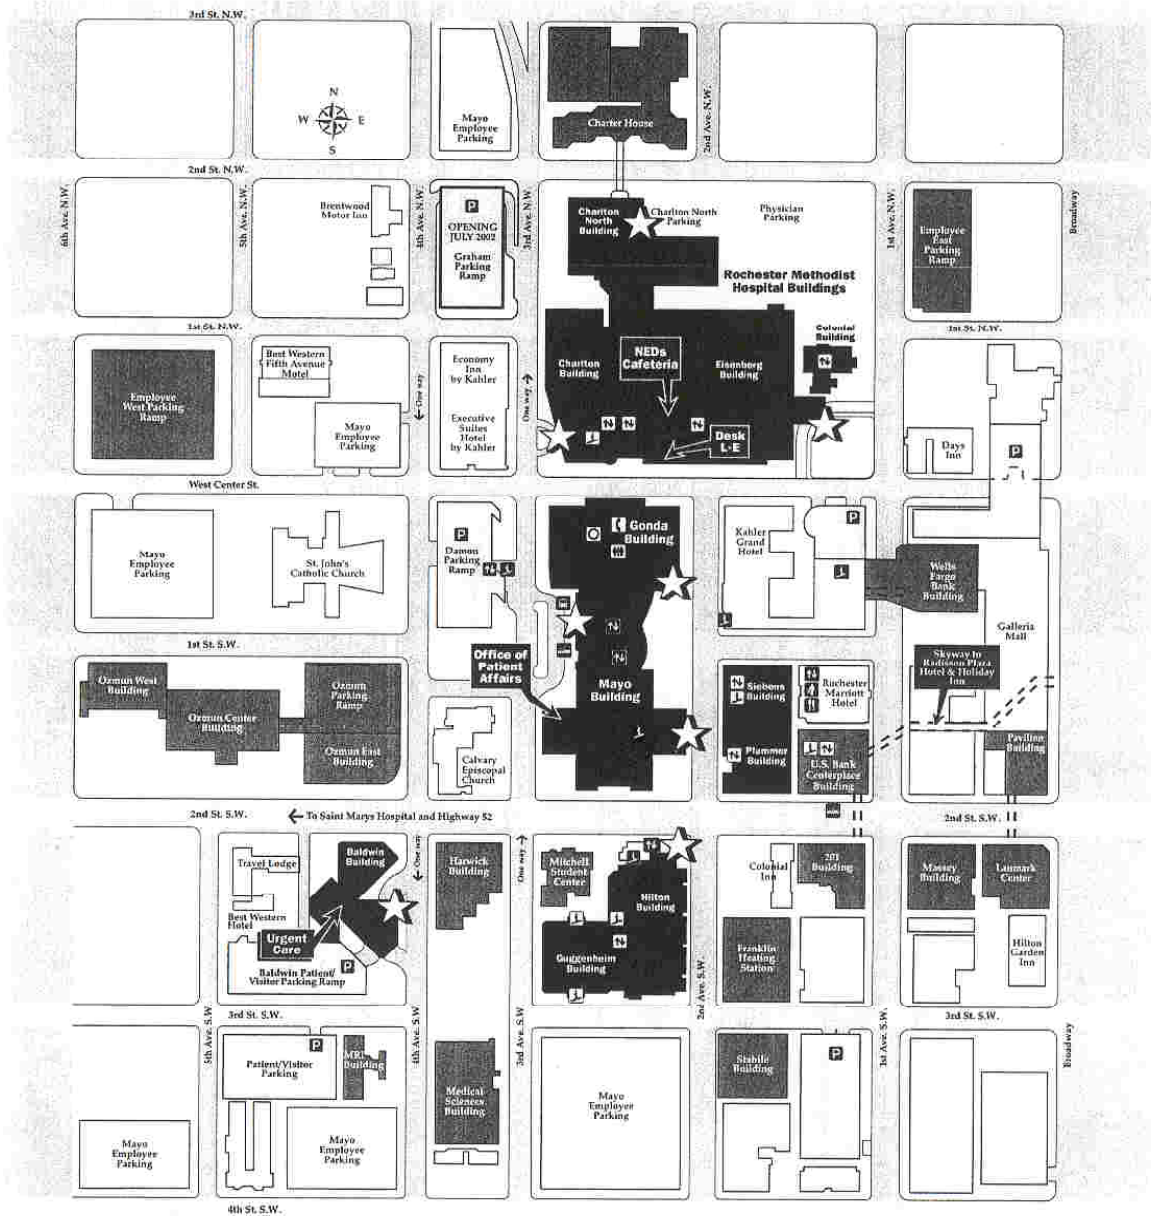 3rd St. N.W.
N
W E
S
Mayo
Employee
Parking
Charter House
2nd Ave. N.W.
2nd St. N.W.
6th Ave. N.W.
5th Ave. N.W.
Brentwood
Motor Inn
4th Ave. N.W.
P
OPENING
JULY 2002
Graham
Parking
Ramp
3rd Ave. N.W.
Charlton
North
Building
Charlton North
Parking
Physician
Parking
Rochester Methodist
Hospital Buildings
1st Ave. N.W.
Employee
East
Parking
Ramp
Broadway
1st St. N.W.
1st St. N.W.
Employee
West Parking
Ramp
Best Western
Fifth Avenue
Motel
Mayo
Employee
Parking
One way
Economy
Inn
by Kahler
Executive
Suites
Hotel
by Kahler
One way
Charlton
Building
NEDs
Cafeteria
Eisenberg
Building
Colonial
Building
Desk
L-E
Days
Inn
P
West Center St.
Mayo
Employee
Parking
St. John's
Catholic Church
P
Damon
Parking
Ramp
Gonda
Building
Kahler
Grand
Hotel
P
Wells
Fargo
Bank
Building
Galleria
Mall
1st St. S.W.
Ozmun West
Building
Ozmun Center
Building
Ozmun
Parking
Ramp
Ozmun East
Building
Office of
Patient
Affairs
Mayo
Building
Calvary
Episcopal
Church
Siebens
Building
Plummer
Building
Rochester
Marriott
Hotel
U.S. Bank
Centerplace
Building
Skyway to
Radisson Plaza
Hotel & Holiday
Inn
Pavilion
Building
2nd St. S.W.
To Saint Marys Hospital and Highway 52
2nd St. S.W.
Travel Lodge
Best Western
Hotel
Baldwin
Building
Urgent
Care
Baldwin Patient/
Visitor Parking Ramp
P
One way
Harwick
Building
One way
Mitchell
Student
Center
Hilton
Building
Guggenheim
Building
2nd Ave. S.W.
Colonial
Inn
201
Building
Franklin
Heating
Station
Massey
Building
Lanmark
Center
Hilton
Garden
Inn
5th Ave. S.W.
3rd St. S.W.
4th Ave. S.W.
3rd Ave. S.W.
1st Ave. S.W.
3rd St. S.W.
Broadway
Patient/Visitor
Parking
P
MRI
Building
Mayo
Employee
Parking
Mayo
Employee
Parking
Medical
Sciences
Building
Mayo
Employee
Parking
Stabile
Building
P
4th St. S.W.